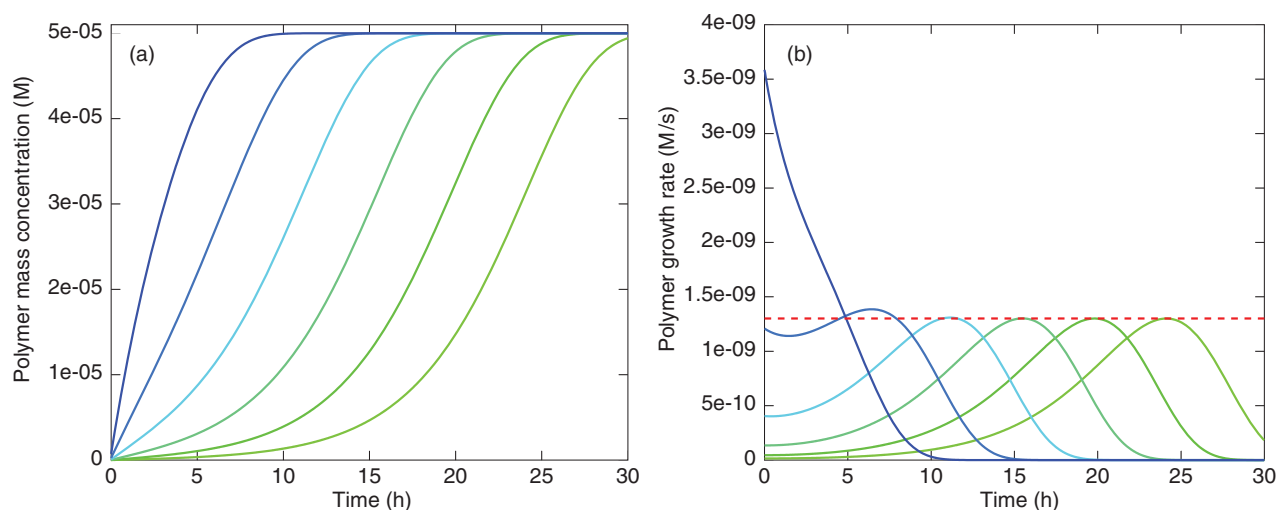 (a)
Polymer mass concentration (M)
5e-05
4e-05
3e-05
2e-05
1e-05
0
0 5 10 15 20 25 30
Time (h)
(b)
Polymer growth rate (M/s)
4e-09
3.5e-09
3e-09
2.5e-09
2e-09
1.5e-09
1e-09
5e-10
0
0 5 10 15 20 25 30
Time (h)